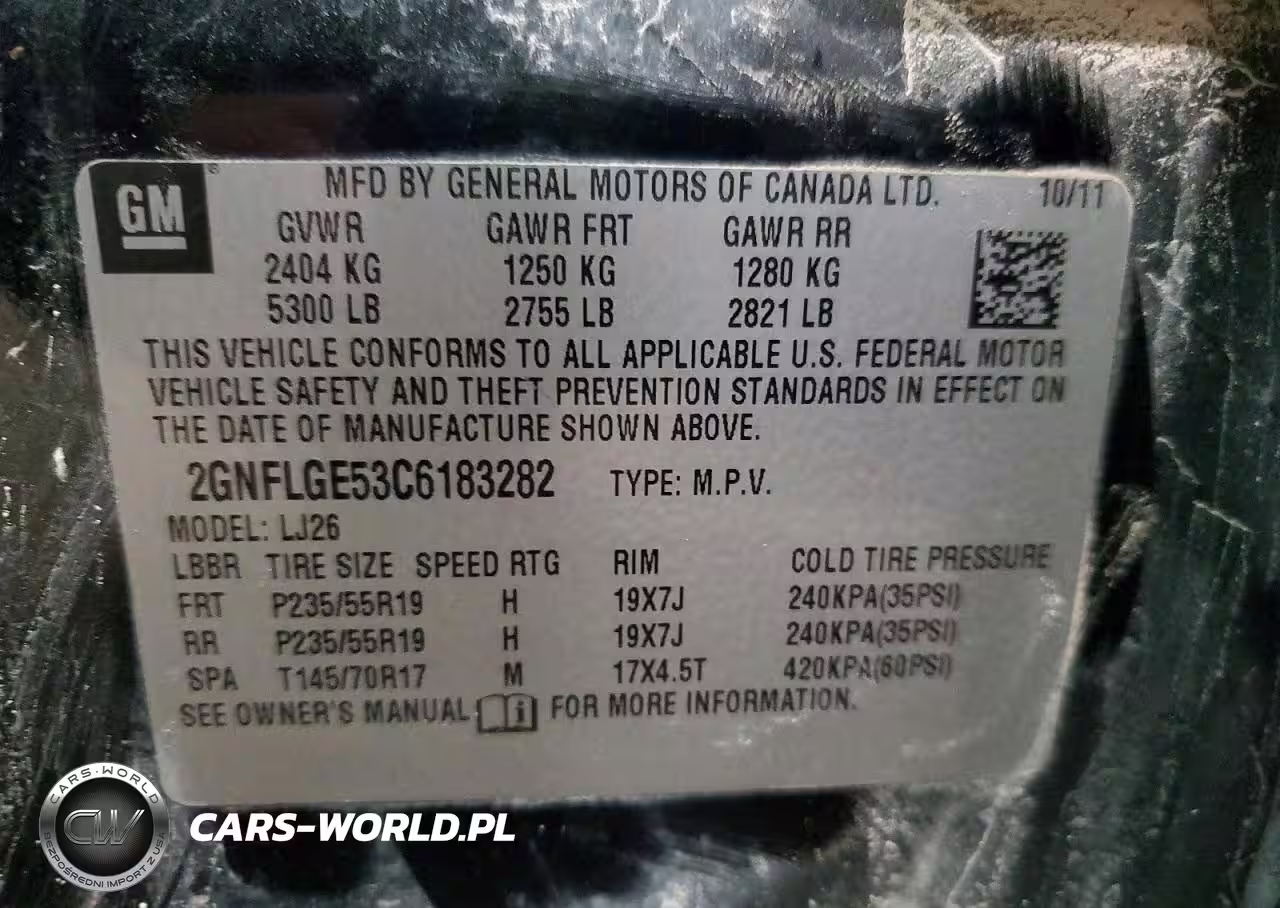 GM®
MFD BY GENERAL MOTORS OF CANADA LTD. 10/11
GVWR GAWR FRT GAWR RR
2404 KG 1250 KG 1280 KG
5300 LB 2755 LB 2821 LB
THIS VEHICLE CONFORMS TO ALL APPLICABLE U.S. FEDERAL MOTOR
VEHICLE SAFETY AND THEFT PREVENTION STANDARDS IN EFFECT ON
THE DATE OF MANUFACTURE SHOWN ABOVE.
2GNFLGE53C6183282 TYPE: M.P.V.
MODEL: LJ26
LBBR TIRE SIZE SPEED RTG RIM COLD TIRE PRESSURE
FRT P235/55R19 H 19X7J 240KPA(35PSI)
RR P235/55R19 H 19X7J 240KPA(35PSI)
SPA T145/70R17 M 17X4.5T 420KPA(60PSI)
SEE OWNER'S MANUAL i FOR MORE INFORMATION.
CARS-WORLD
CW
BEZPOŚREDNI IMPORT Z USA
CARS-WORLD.PL